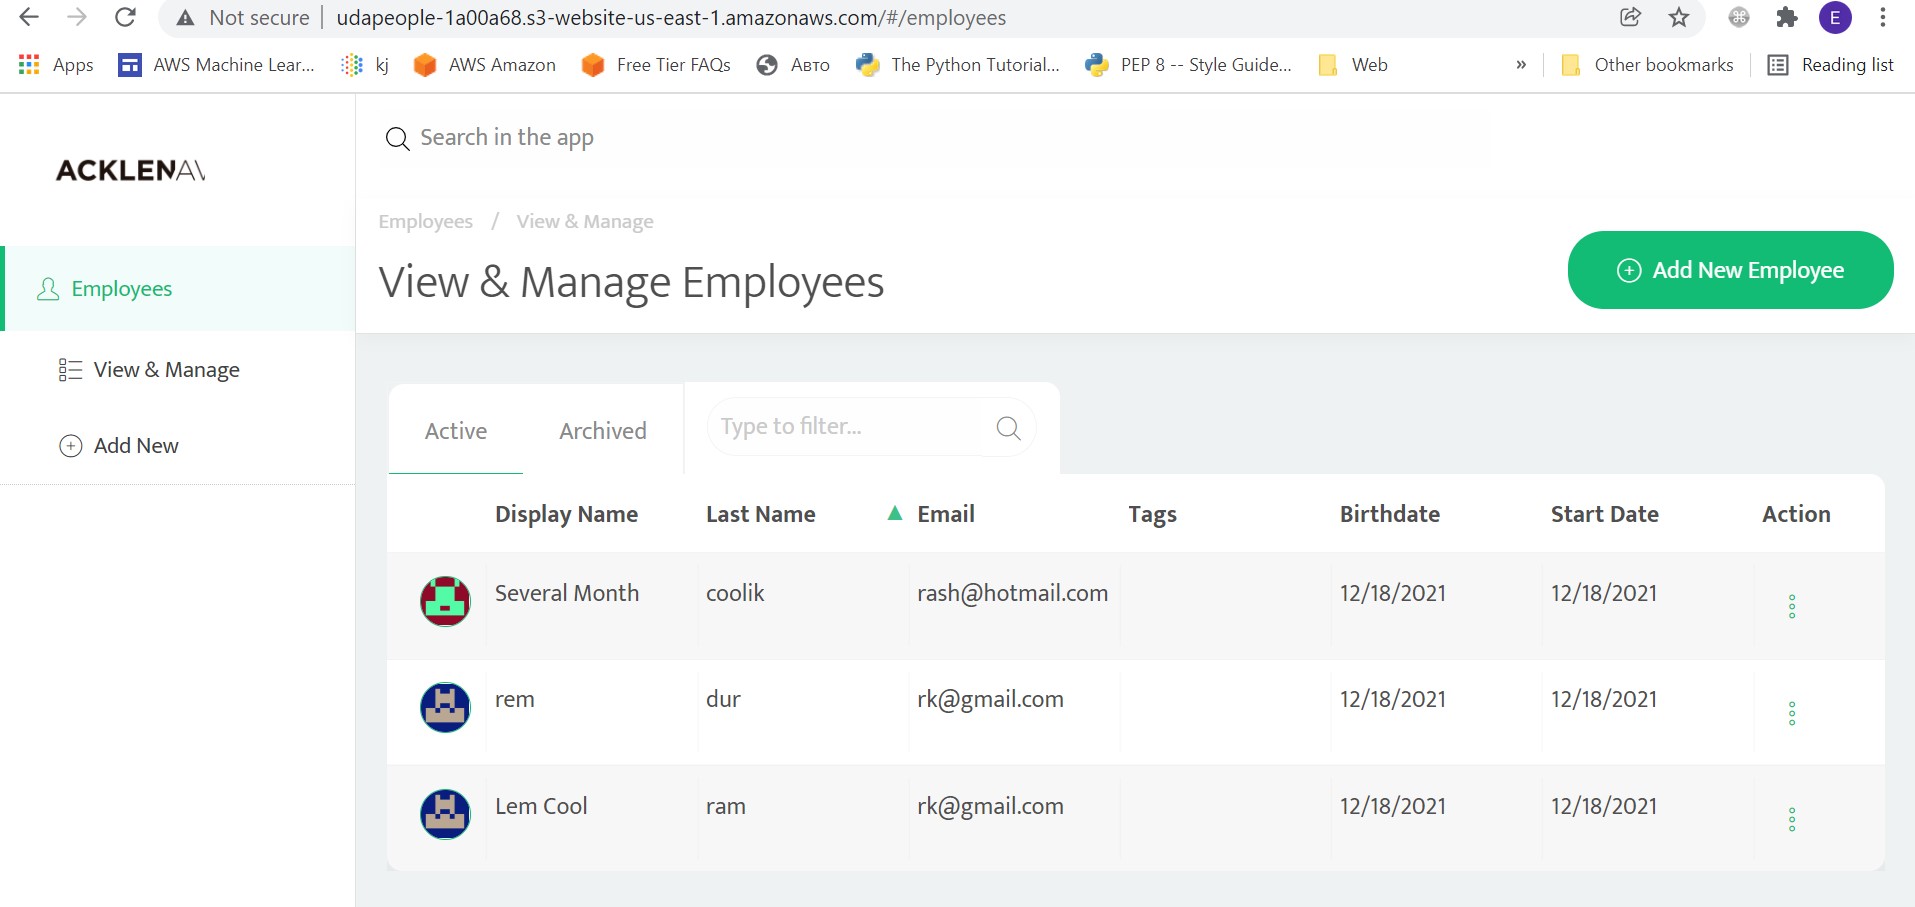 Not secure udapeople-1a00a68.s3-website-us-east-1.amazonaws.com/#/employees E
Apps AWS Machine Lear... kj AWS Amazon Free Tier FAQs Авто The Python Tutorial... PEP 8 -- Style Guide... Web » Other bookmarks Reading list
Search in the app
ACKLENAV
Employees / View & Manage
View & Manage Employees
Add New Employee
Employees
View & Manage
Add New
Active Archived Type to filter...
Display Name Last Name Email Tags Birthdate Start Date Action
Several Month coolik rash@hotmail.com 12/18/2021 12/18/2021
rem dur rk@gmail.com 12/18/2021 12/18/2021
Lem Cool ram rk@gmail.com 12/18/2021 12/18/2021